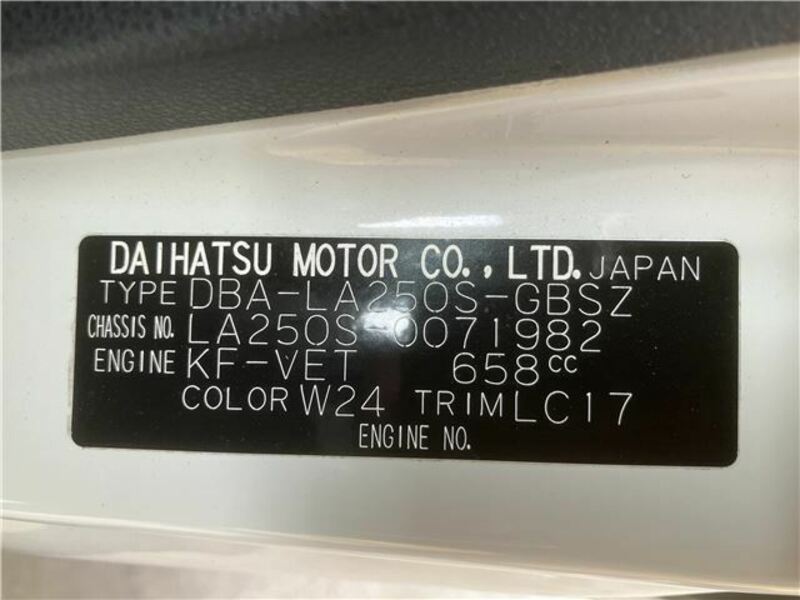 DAIHATSU MOTOR CO., LTD. JAPAN
TYPE DBA-LA250S-GBSZ
CHASSIS NO. LA250S-0071982
ENGINE KF-VET 658cc
COLOR W24 TRIM LC17
ENGINE NO.